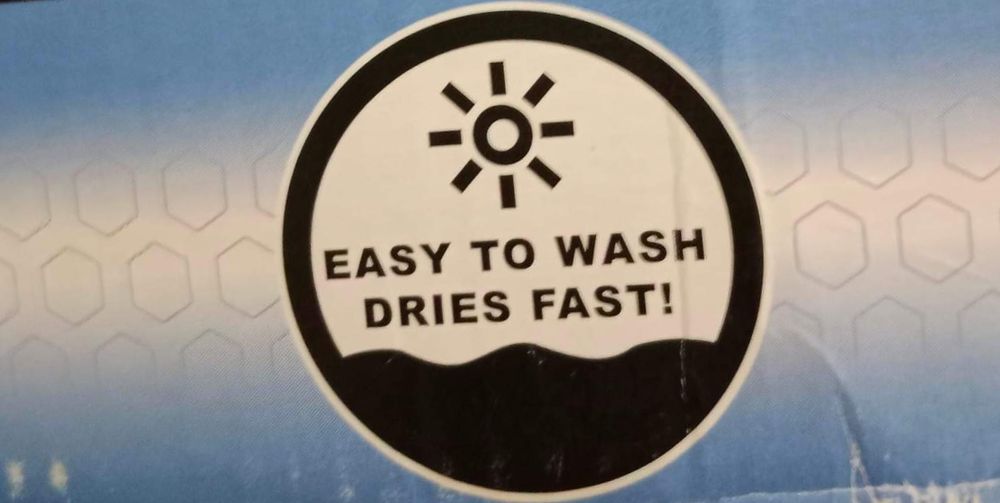 EASY TO WASH
DRIES FAST!